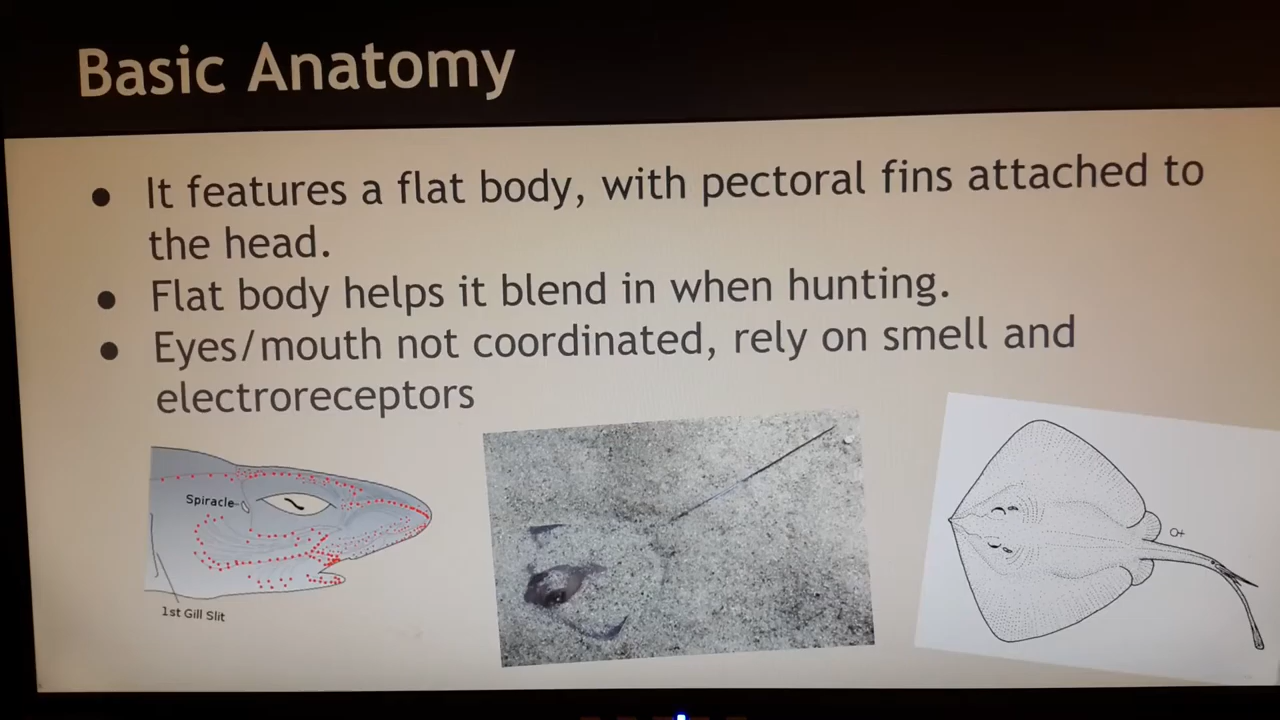 Basic Anatomy
● It features a flat body, with pectoral fins attached to
the head.
● Flat body helps it blend in when hunting.
● Eyes/mouth not coordinated, rely on smell and
electroreceptors
Spiracle
1st Gill Slit
♀